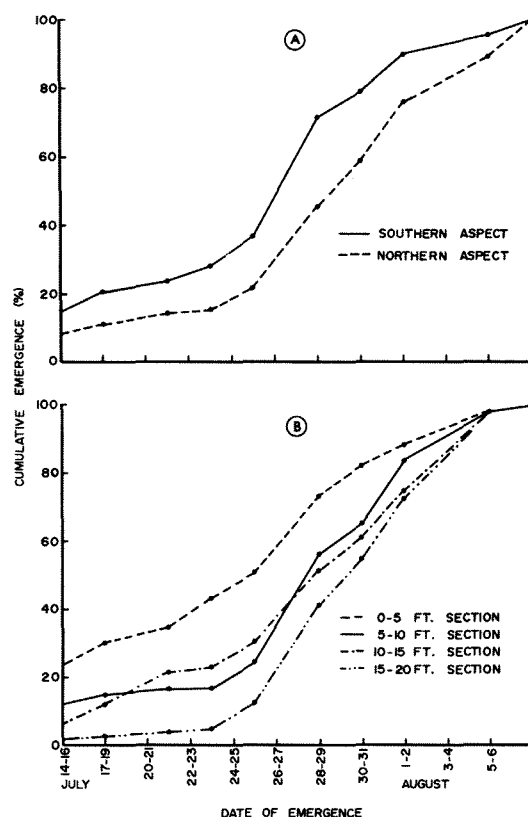 100
80
60
40
20
0
A
SOUTHERN ASPECT
NORTHERN ASPECT
CUMULATIVE EMERGENCE (%)
100
80
60
40
20
0
B
0-5 FT. SECTION
5-10 FT. SECTION
10-15 FT. SECTION
15-20 FT. SECTION
14-16
17-19
20-21
22-23
24-25
26-27
28-29
30-31
1-2
3-4
5-6
JULY
AUGUST
DATE OF EMERGENCE